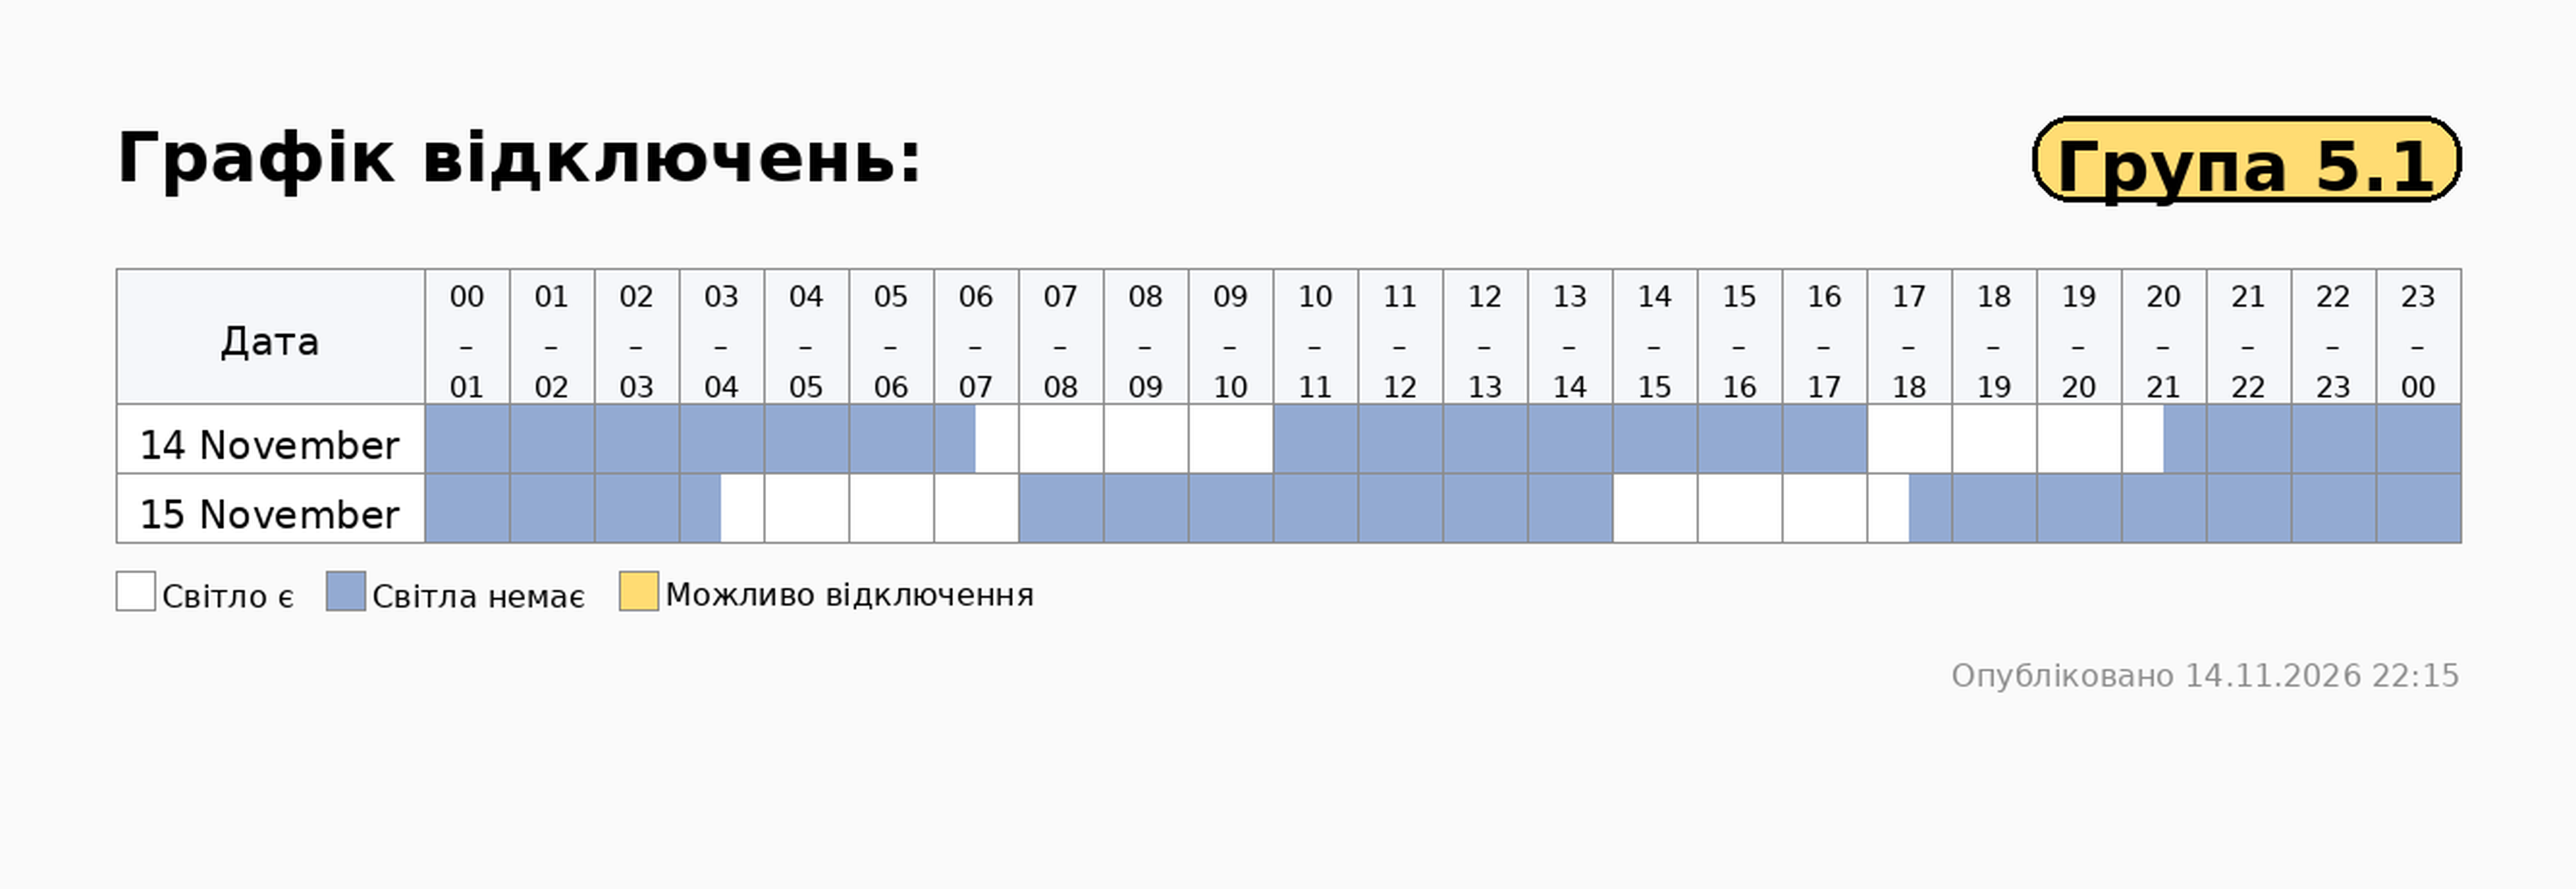 Графік відключень:
Група 5.1
Дата
00 – 01
01 – 02
02 – 03
03 – 04
04 – 05
05 – 06
06 – 07
07 – 08
08 – 09
09 – 10
10 – 11
11 – 12
12 – 13
13 – 14
14 – 15
15 – 16
16 – 17
17 – 18
18 – 19
19 – 20
20 – 21
21 – 22
22 – 23
23 – 00
14 November
15 November
Світло є
Світла немає
Можливо відключення
Опубліковано 14.11.2026 22:15